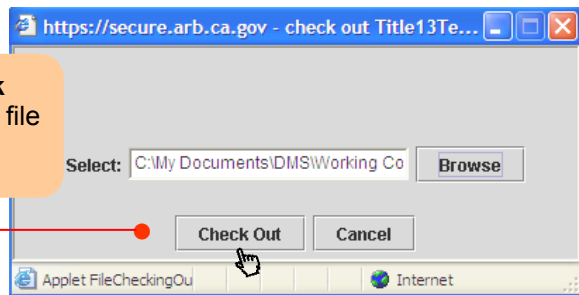 https://secure.arb.ca.gov - check out Title13Te...
k
file
Select: C:\My Documents\DMS\Working Co Browse
Check Out Cancel
Applet FileCheckingOu Internet